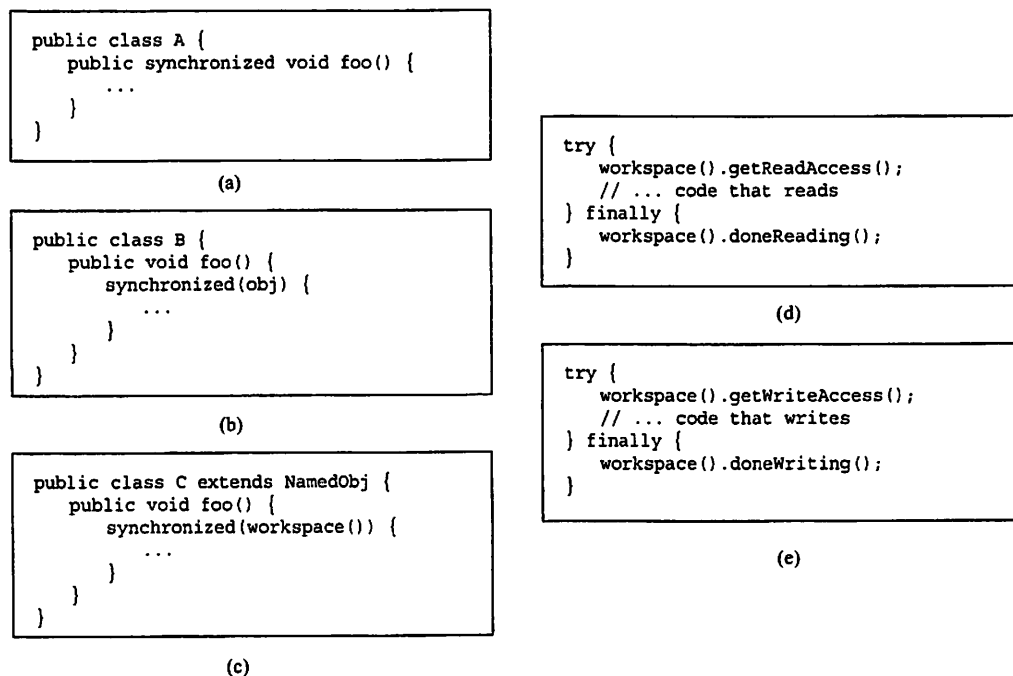 public class A {
public synchronized void foo() {
...
}
}
(a)
public class B {
public void foo() {
synchronized(obj) {
...
}
}
}
(b)
public class C extends NamedObj {
public void foo() {
synchronized(workspace()) {
...
}
}
}
(c)
try {
workspace().getReadAccess();
// ... code that reads
} finally {
workspace().doneReading();
}
(d)
try {
workspace().getWriteAccess();
// ... code that writes
} finally {
workspace().doneWriting();
}
(e)